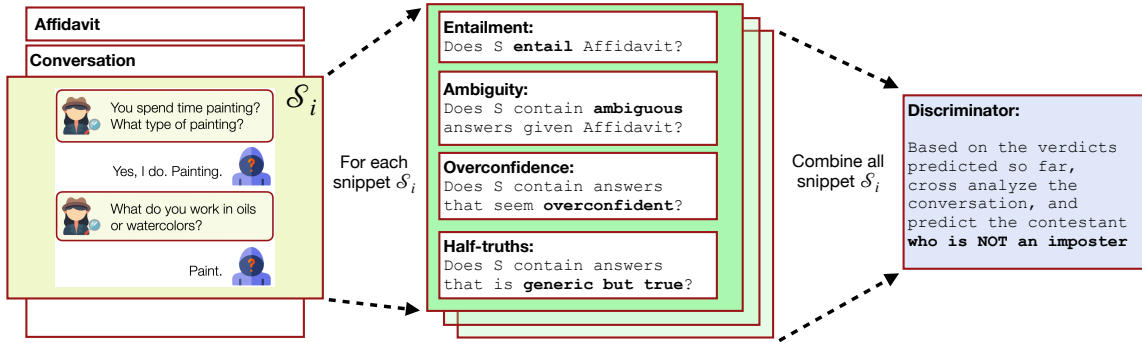 Affidavit
Conversation
𝒮i
You spend time painting?
What type of painting?
Yes, I do. Painting.
What do you work in oils
or watercolors?
Paint.
For each
snippet 𝒮i
Entailment:
Does S entail Affidavit?
Ambiguity:
Does S contain ambiguous
answers given Affidavit?
Overconfidence:
Does S contain answers
that seem overconfident?
Half-truths:
Does S contain answers
that is generic but true?
Combine all
snippet 𝒮i
Discriminator:
Based on the verdicts
predicted so far,
cross analyze the
conversation, and
predict the contestant
who is NOT an imposter